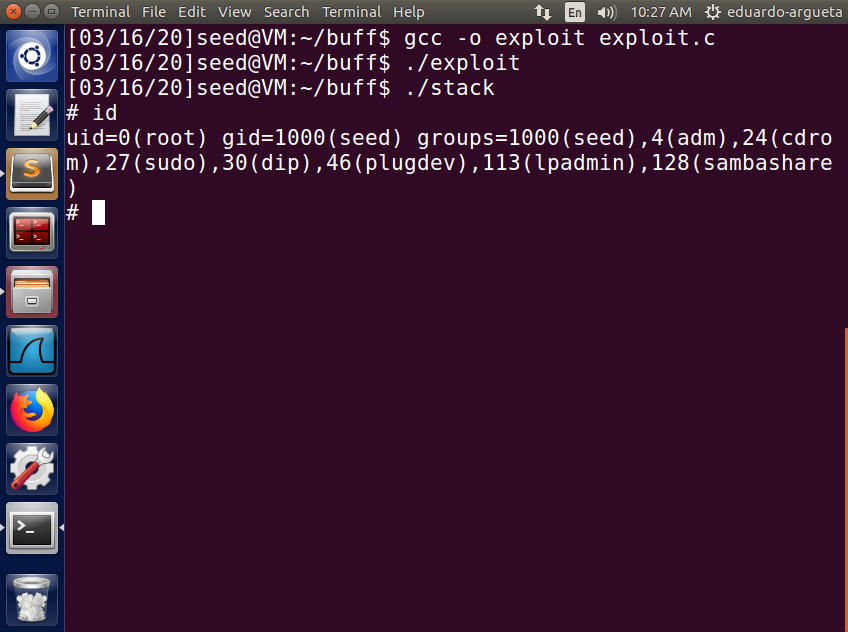 Terminal File Edit View Search Terminal Help En 10:27 AM eduardo-argueta
[03/16/20]seed@VM:~/buff$ gcc -o exploit exploit.c
[03/16/20]seed@VM:~/buff$ ./exploit
[03/16/20]seed@VM:~/buff$ ./stack
# id
uid=0(root) gid=1000(seed) groups=1000(seed),4(adm),24(cdro
m),27(sudo),30(dip),46(plugdev),113(lpadmin),128(sambashare
)
#